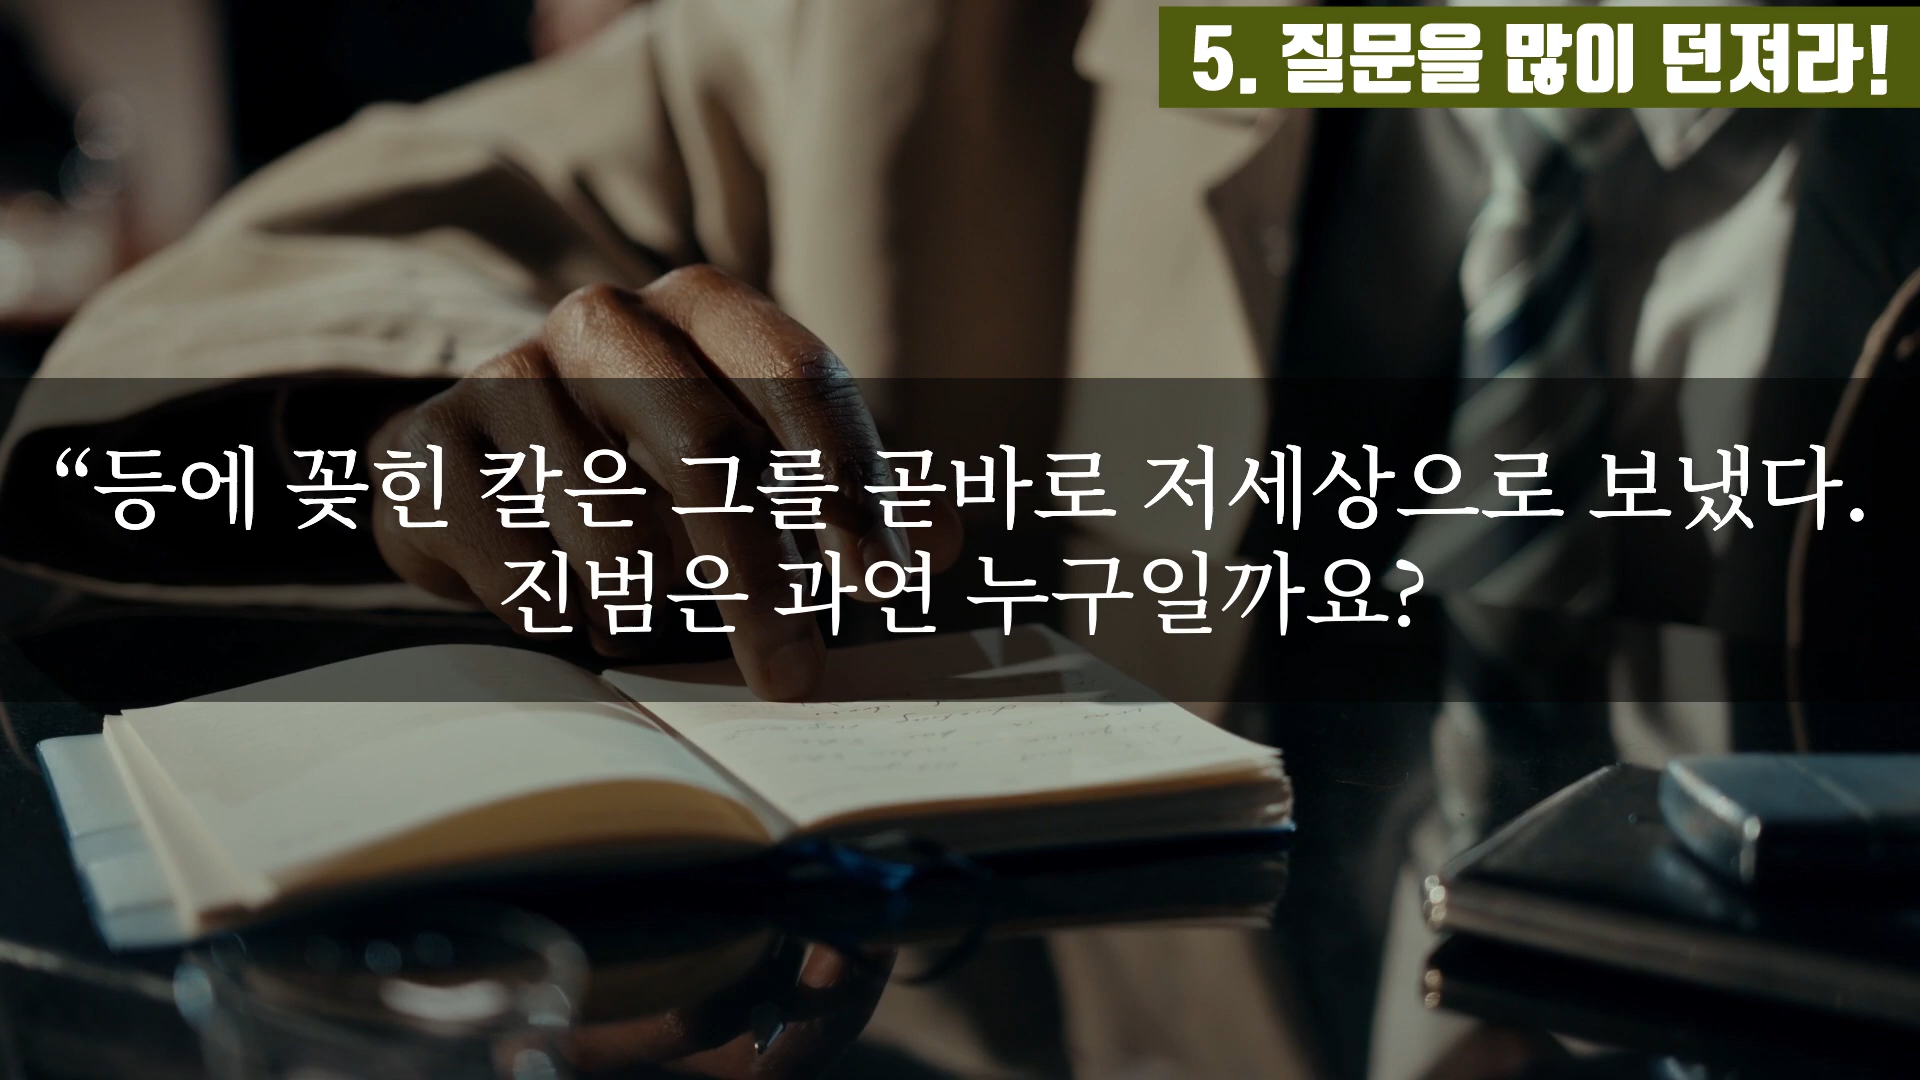 5. 질문을 많이 던져라!
“등에 꽂힌 칼은 그를 곧바로 저세상으로 보냈다.
진범은 과연 누구일까요?